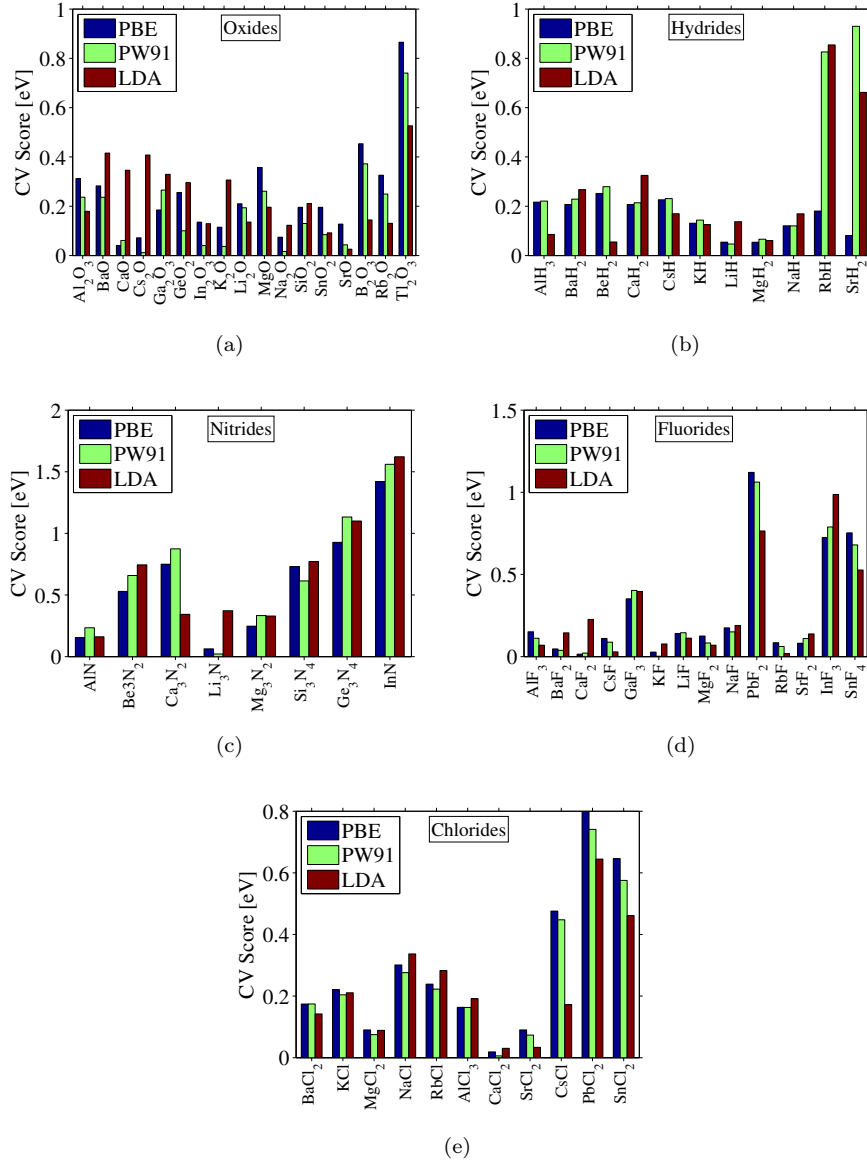 1
0.8
0.6
0.4
0.2
0
CV Score [eV]
PBE
PW91
LDA
Oxides
Al2O3
BaO
CaO
Cs2O
Ga2O3
GeO2
In2O3
K2O
Li2O
MgO
Na2O
SiO2
SnO2
SrO
B2O3
Rb2O
Tl2O3
(a)
1
0.8
0.6
0.4
0.2
0
CV Score [eV]
PBE
PW91
LDA
Hydrides
AlH3
BaH2
BeH2
CaH2
CsH
KH
LiH
MgH2
NaH
RbH
SrH2
(b)
2
1.5
1
0.5
0
CV Score [eV]
PBE
PW91
LDA
Nitrides
AlN
Be3N2
Ca3N2
Li3N
Mg3N2
Si3N4
Ge3N4
InN
(c)
1.5
1
0.5
0
CV Score [eV]
PBE
PW91
LDA
Fluorides
AlF3
BaF2
CaF2
CsF
GaF3
KF
LiF
MgF2
NaF
PbF2
RbF
SrF2
InF3
SnF4
(d)
0.8
0.6
0.4
0.2
0
CV Score [eV]
PBE
PW91
LDA
Chlorides
BaCl2
KCl
MgCl2
NaCl
RbCl
AlCl3
CaCl2
SrCl2
CsCl
PbCl2
SnCl2
(e)